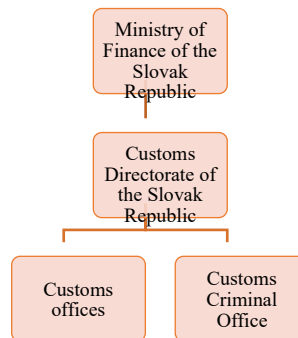 Ministry of
Finance of the
Slovak
Republic
Customs
Directorate of
the Slovak
Republic
Customs
offices
Customs
Criminal
Office